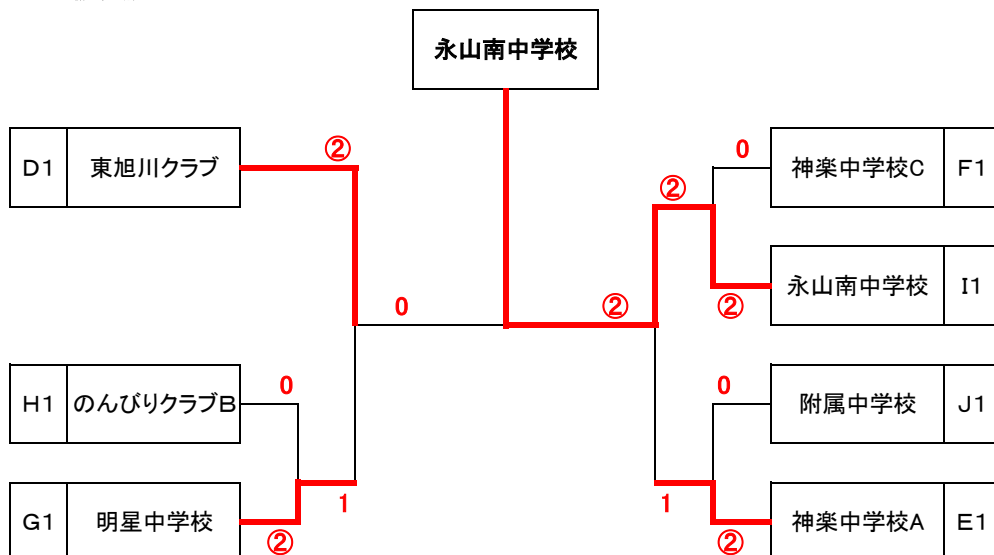 永山南中学校
D1 東旭川クラブ ②
0 神楽中学校C F1
②
永山南中学校 I1
②
0 ②
H1 のんびりクラブB 0
0 附属中学校 J1
G1 明星中学校 ② 1
1 ② 神楽中学校A E1